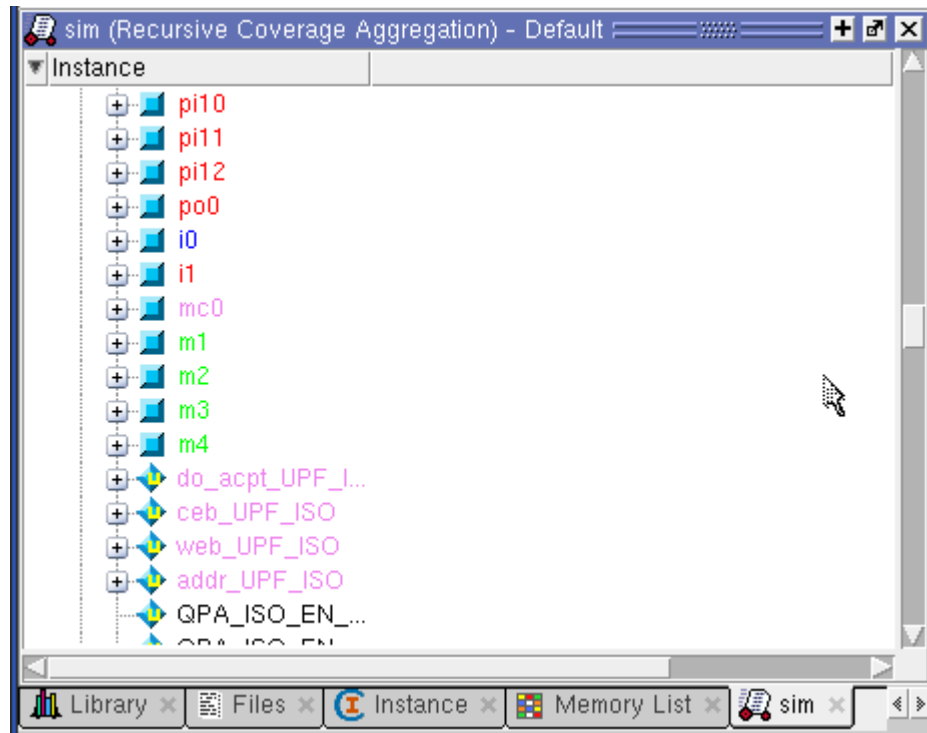 sim (Recursive Coverage Aggregation) - Default
Instance
pi10
pi11
pi12
po0
i0
i1
mc0
m1
m2
m3
m4
do_acpt_UPF_I...
ceb_UPF_ISO
web_UPF_ISO
addr_UPF_ISO
QPA_ISO_EN_...
Library Files Instance Memory List sim